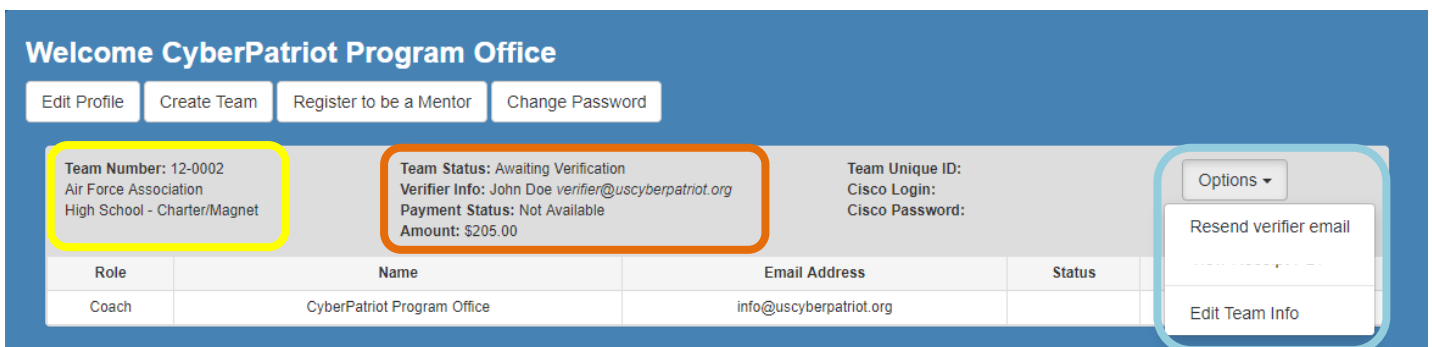 Welcome CyberPatriot Program Office
Edit Profile Create Team Register to be a Mentor Change Password
Team Number: 12-0002
Air Force Association
High School - Charter/Magnet
Team Status: Awaiting Verification
Verifier Info: John Doe verifier@uscyberpatriot.org
Payment Status: Not Available
Amount: $205.00
Team Unique ID:
Cisco Login:
Cisco Password:
Options
Resend verifier email
Edit Team Info
Role Name Email Address Status
Coach CyberPatriot Program Office info@uscyberpatriot.org